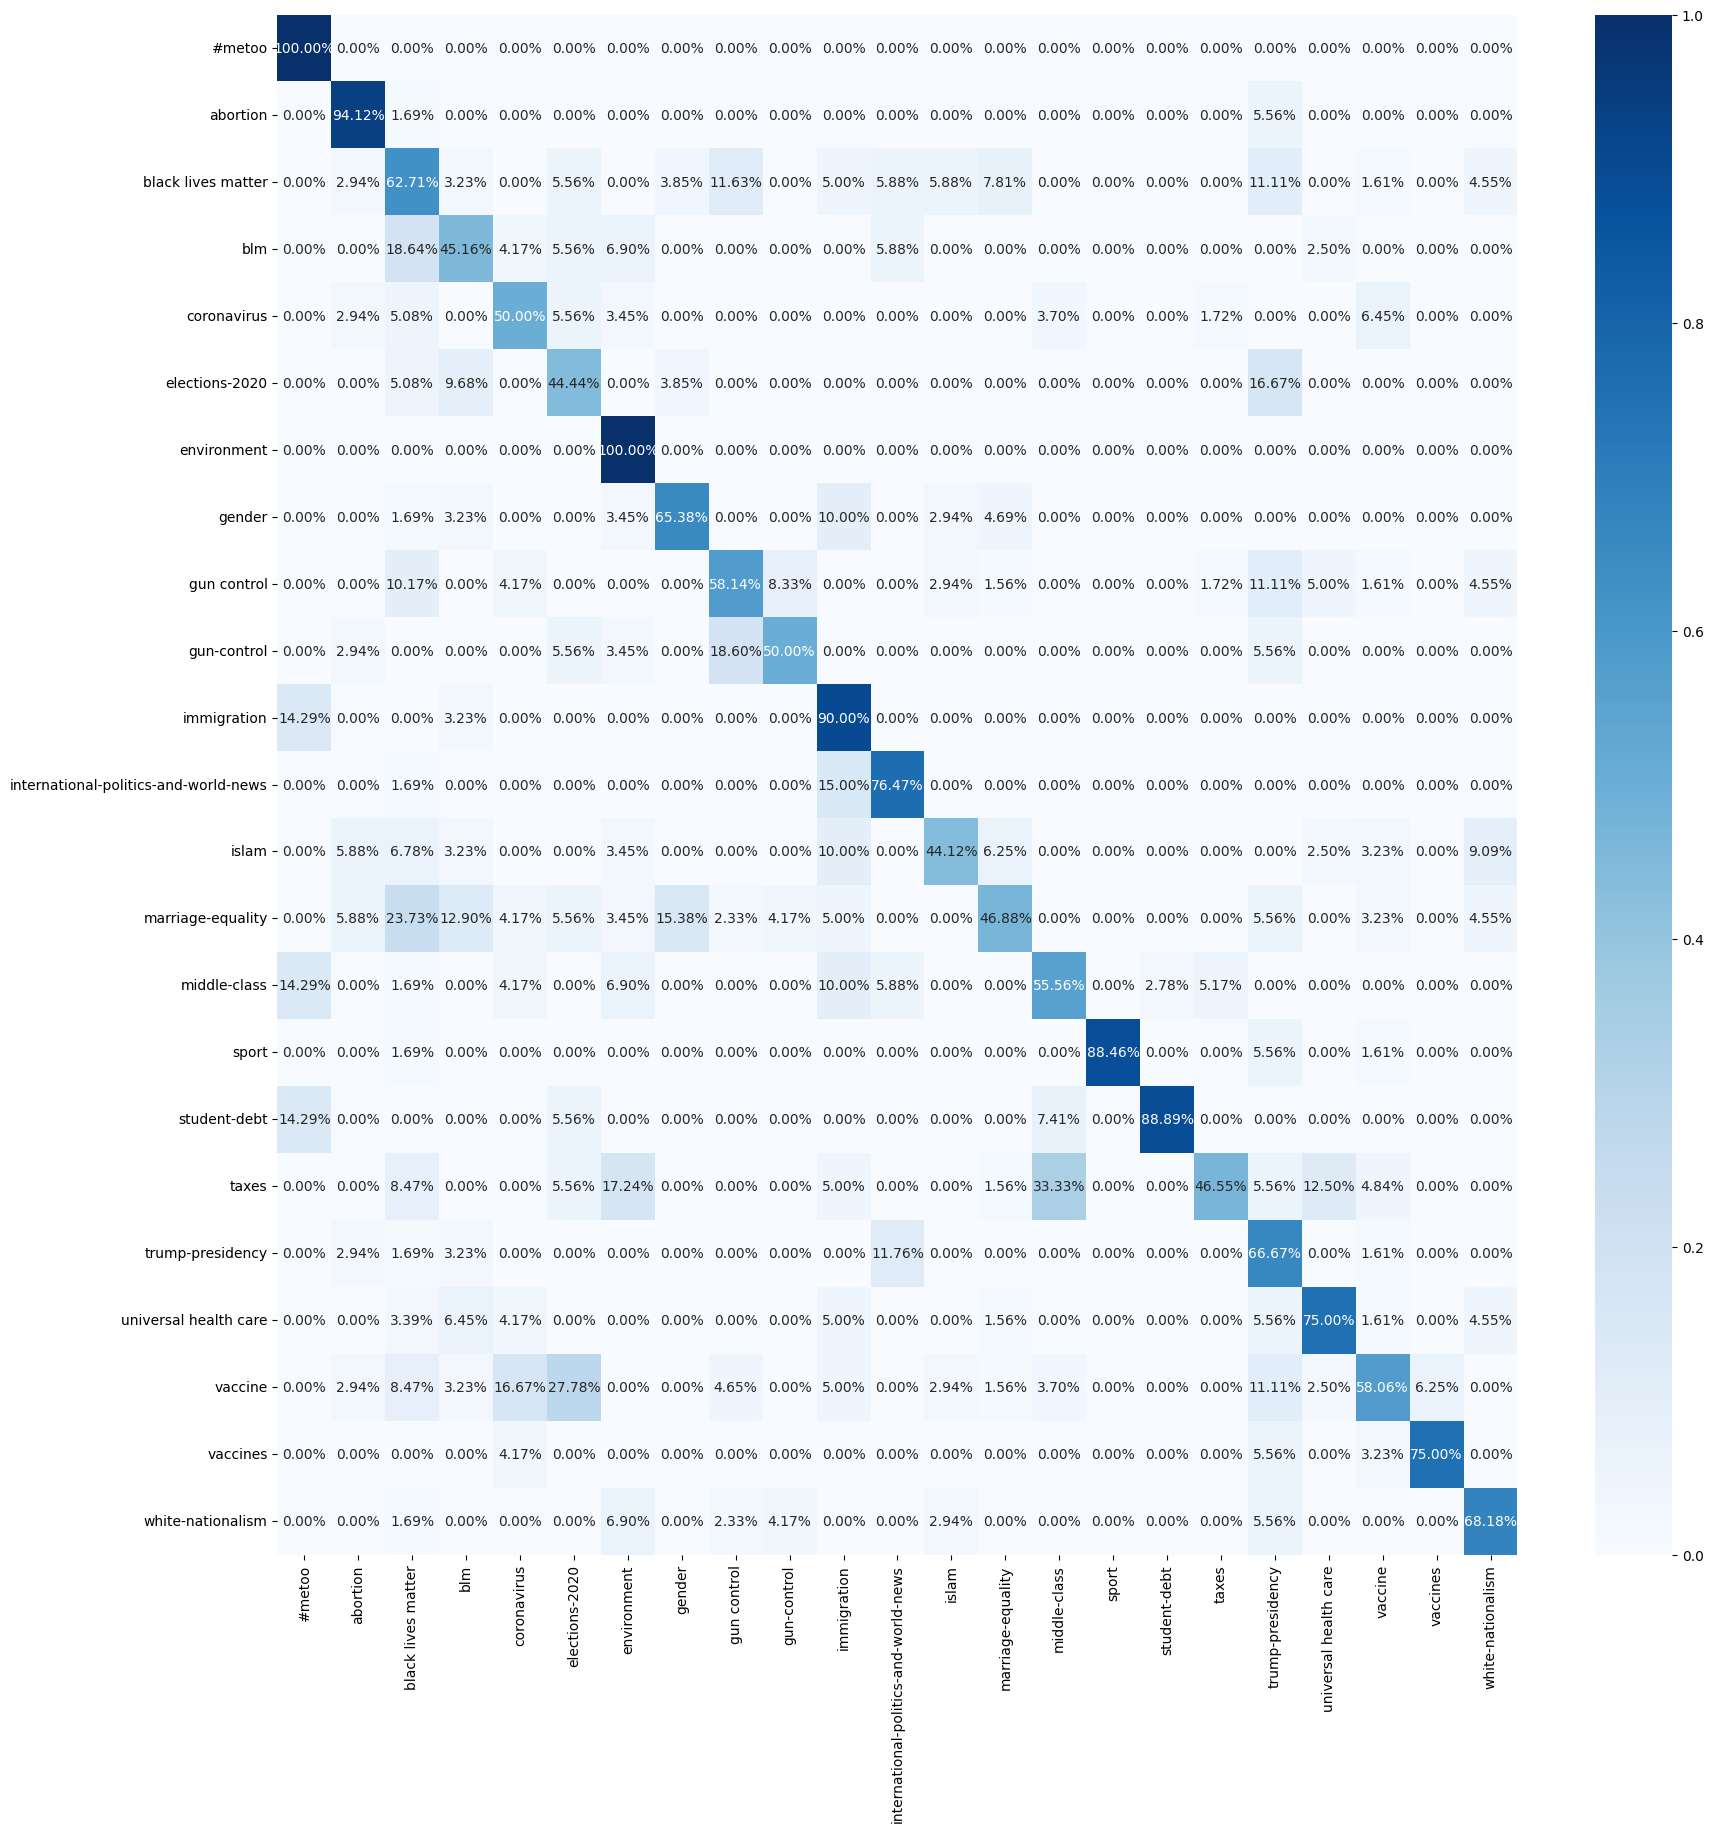 #metoo 100.00% 0.00% 0.00% 0.00% 0.00% 0.00% 0.00% 0.00% 0.00% 0.00% 0.00% 0.00% 0.00% 0.00% 0.00% 0.00% 0.00% 0.00% 0.00% 0.00% 0.00% 0.00% 0.00% 1.0
abortion 0.00% 94.12% 1.69% 0.00% 0.00% 0.00% 0.00% 0.00% 0.00% 0.00% 0.00% 0.00% 0.00% 0.00% 0.00% 0.00% 0.00% 0.00% 5.56% 0.00% 0.00% 0.00% 0.00%
black lives matter 0.00% 2.94% 62.71% 3.23% 0.00% 5.56% 0.00% 3.85% 11.63% 0.00% 5.00% 5.88% 5.88% 7.81% 0.00% 0.00% 0.00% 0.00% 11.11% 0.00% 1.61% 0.00% 4.55%
blm 0.00% 0.00% 18.64% 45.16% 4.17% 5.56% 6.90% 0.00% 0.00% 0.00% 0.00% 5.88% 0.00% 0.00% 0.00% 0.00% 0.00% 0.00% 0.00% 2.50% 0.00% 0.00% 0.00%
coronavirus 0.00% 2.94% 5.08% 0.00% 50.00% 5.56% 3.45% 0.00% 0.00% 0.00% 0.00% 0.00% 0.00% 0.00% 3.70% 0.00% 0.00% 1.72% 0.00% 0.00% 6.45% 0.00% 0.00% 0.8
elections-2020 0.00% 0.00% 5.08% 9.68% 0.00% 44.44% 0.00% 3.85% 0.00% 0.00% 0.00% 0.00% 0.00% 0.00% 0.00% 0.00% 0.00% 0.00% 16.67% 0.00% 0.00% 0.00% 0.00%
environment 0.00% 0.00% 0.00% 0.00% 0.00% 0.00% 100.00% 0.00% 0.00% 0.00% 0.00% 0.00% 0.00% 0.00% 0.00% 0.00% 0.00% 0.00% 0.00% 0.00% 0.00% 0.00% 0.00%
gender 0.00% 0.00% 1.69% 3.23% 0.00% 0.00% 3.45% 65.38% 0.00% 0.00% 10.00% 0.00% 2.94% 4.69% 0.00% 0.00% 0.00% 0.00% 0.00% 0.00% 0.00% 0.00% 0.00%
gun control 0.00% 0.00% 10.17% 0.00% 4.17% 0.00% 0.00% 0.00% 58.14% 8.33% 0.00% 0.00% 2.94% 1.56% 0.00% 0.00% 0.00% 1.72% 11.11% 5.00% 1.61% 0.00% 4.55%
gun-control 0.00% 2.94% 0.00% 0.00% 0.00% 5.56% 3.45% 0.00% 18.60% 50.00% 0.00% 0.00% 0.00% 0.00% 0.00% 0.00% 0.00% 0.00% 5.56% 0.00% 0.00% 0.00% 0.00% 0.6
immigration 14.29% 0.00% 0.00% 3.23% 0.00% 0.00% 0.00% 0.00% 0.00% 0.00% 90.00% 0.00% 0.00% 0.00% 0.00% 0.00% 0.00% 0.00% 0.00% 0.00% 0.00% 0.00% 0.00%
international-politics-and-world-news 0.00% 0.00% 1.69% 0.00% 0.00% 0.00% 0.00% 0.00% 0.00% 0.00% 15.00% 76.47% 0.00% 0.00% 0.00% 0.00% 0.00% 0.00% 0.00% 0.00% 0.00% 0.00% 0.00%
islam 0.00% 5.88% 6.78% 3.23% 0.00% 0.00% 3.45% 0.00% 0.00% 0.00% 10.00% 0.00% 44.12% 6.25% 0.00% 0.00% 0.00% 0.00% 0.00% 2.50% 3.23% 0.00% 9.09%
marriage-equality 0.00% 5.88% 23.73% 12.90% 4.17% 5.56% 3.45% 15.38% 2.33% 4.17% 5.00% 0.00% 0.00% 46.88% 0.00% 0.00% 0.00% 0.00% 5.56% 0.00% 3.23% 0.00% 4.55% 0.4
middle-class 14.29% 0.00% 1.69% 0.00% 4.17% 0.00% 6.90% 0.00% 0.00% 0.00% 10.00% 5.88% 0.00% 0.00% 55.56% 0.00% 2.78% 5.17% 0.00% 0.00% 0.00% 0.00% 0.00%
sport 0.00% 0.00% 1.69% 0.00% 0.00% 0.00% 0.00% 0.00% 0.00% 0.00% 0.00% 0.00% 0.00% 0.00% 0.00% 88.46% 0.00% 0.00% 5.56% 0.00% 1.61% 0.00% 0.00%
student-debt 14.29% 0.00% 0.00% 0.00% 0.00% 5.56% 0.00% 0.00% 0.00% 0.00% 0.00% 0.00% 0.00% 0.00% 7.41% 0.00% 88.89% 0.00% 0.00% 0.00% 0.00% 0.00% 0.00%
taxes 0.00% 0.00% 8.47% 0.00% 0.00% 5.56% 17.24% 0.00% 0.00% 0.00% 5.00% 0.00% 0.00% 1.56% 33.33% 0.00% 0.00% 46.55% 5.56% 12.50% 4.84% 0.00% 0.00%
trump-presidency 0.00% 2.94% 1.69% 3.23% 0.00% 0.00% 0.00% 0.00% 0.00% 0.00% 0.00% 11.76% 0.00% 0.00% 0.00% 0.00% 0.00% 0.00% 66.67% 0.00% 1.61% 0.00% 0.00% 0.2
universal health care 0.00% 0.00% 3.39% 6.45% 4.17% 0.00% 0.00% 0.00% 0.00% 0.00% 5.00% 0.00% 0.00% 1.56% 0.00% 0.00% 0.00% 0.00% 5.56% 75.00% 1.61% 0.00% 4.55%
vaccine 0.00% 2.94% 8.47% 3.23% 16.67% 27.78% 0.00% 0.00% 4.65% 0.00% 5.00% 0.00% 2.94% 1.56% 3.70% 0.00% 0.00% 0.00% 11.11% 2.50% 58.06% 6.25% 0.00%
vaccines 0.00% 0.00% 0.00% 0.00% 4.17% 0.00% 0.00% 0.00% 0.00% 0.00% 0.00% 0.00% 0.00% 0.00% 0.00% 0.00% 0.00% 0.00% 5.56% 0.00% 3.23% 75.00% 0.00%
white-nationalism 0.00% 0.00% 1.69% 0.00% 0.00% 0.00% 6.90% 0.00% 2.33% 4.17% 0.00% 0.00% 2.94% 0.00% 0.00% 0.00% 0.00% 0.00% 5.56% 0.00% 0.00% 0.00% 68.18% 0.0
#metoo
abortion
black lives matter
blm
coronavirus
elections-2020
environment
gender
gun control
gun-control
immigration
international-politics-and-world-news
islam
marriage-equality
middle-class
sport
student-debt
taxes
trump-presidency
universal health care
vaccine
vaccines
white-nationalism